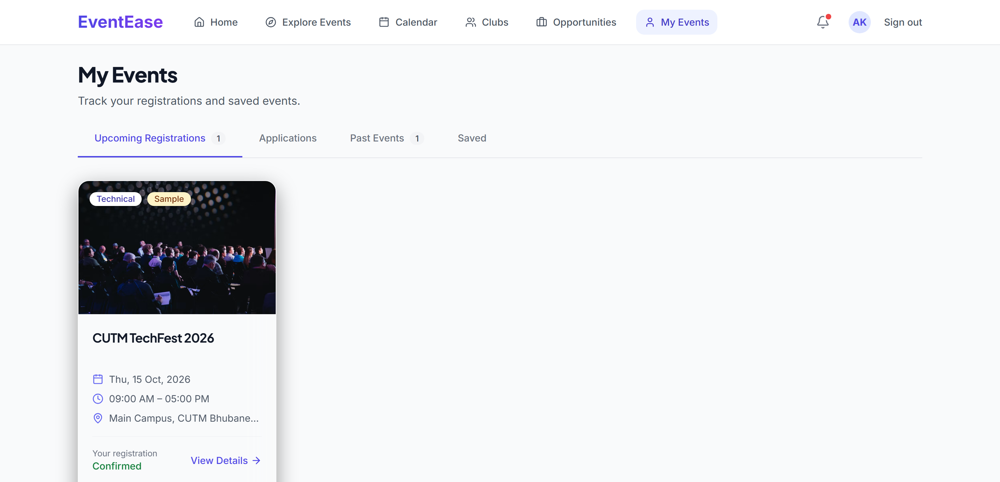 EventEase Home Explore Events Calendar Clubs Opportunities My Events AK Sign out
My Events
Track your registrations and saved events.
Upcoming Registrations 1 Applications Past Events 1 Saved
Technical Sample
CUTM TechFest 2026
Thu, 15 Oct, 2026
09:00 AM – 05:00 PM
Main Campus, CUTM Bhubane...
Your registration
Confirmed
View Details →